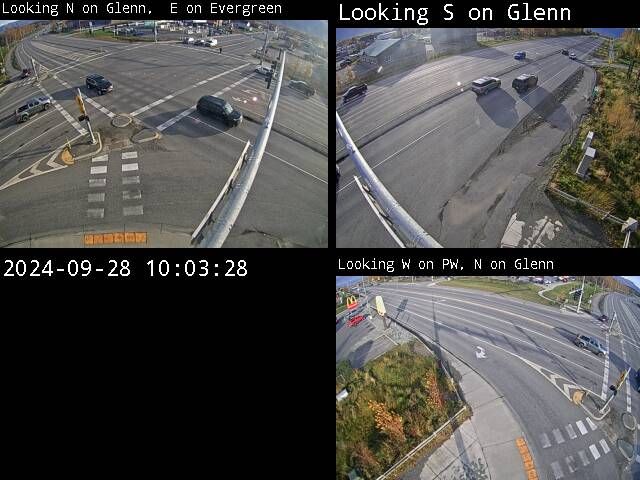 Looking N on Glenn, E on Evergreen
Looking S on Glenn
2024-09-28 10:03:28
Looking W on PW, N on Glenn